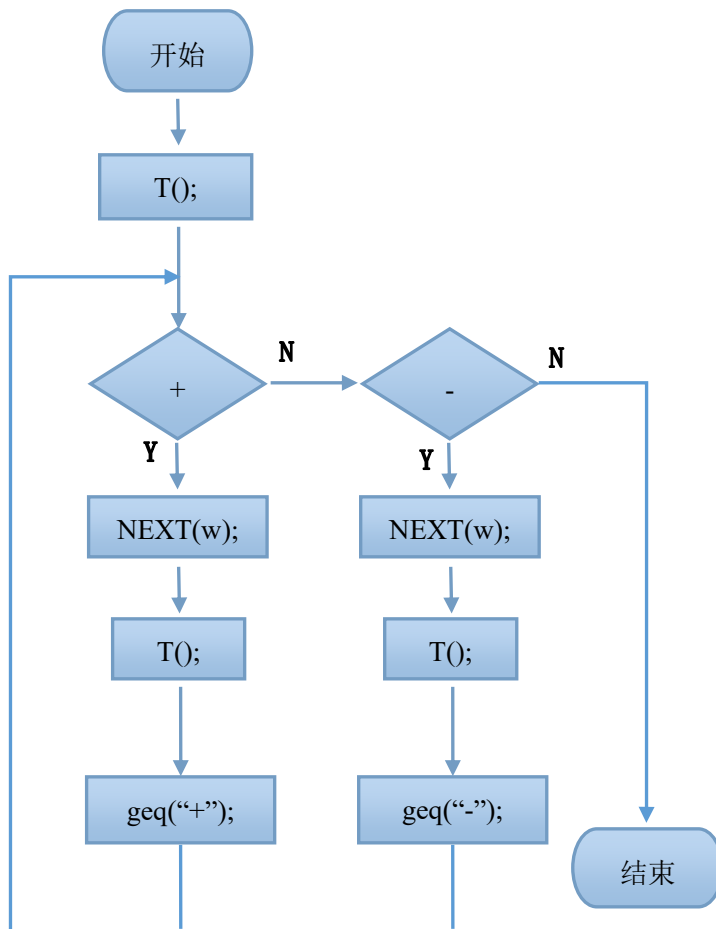 开始
T();
+
N
-
N
Y
Y
NEXT(w);
NEXT(w);
T();
T();
geq(“+”);
geq(“-”);
结束